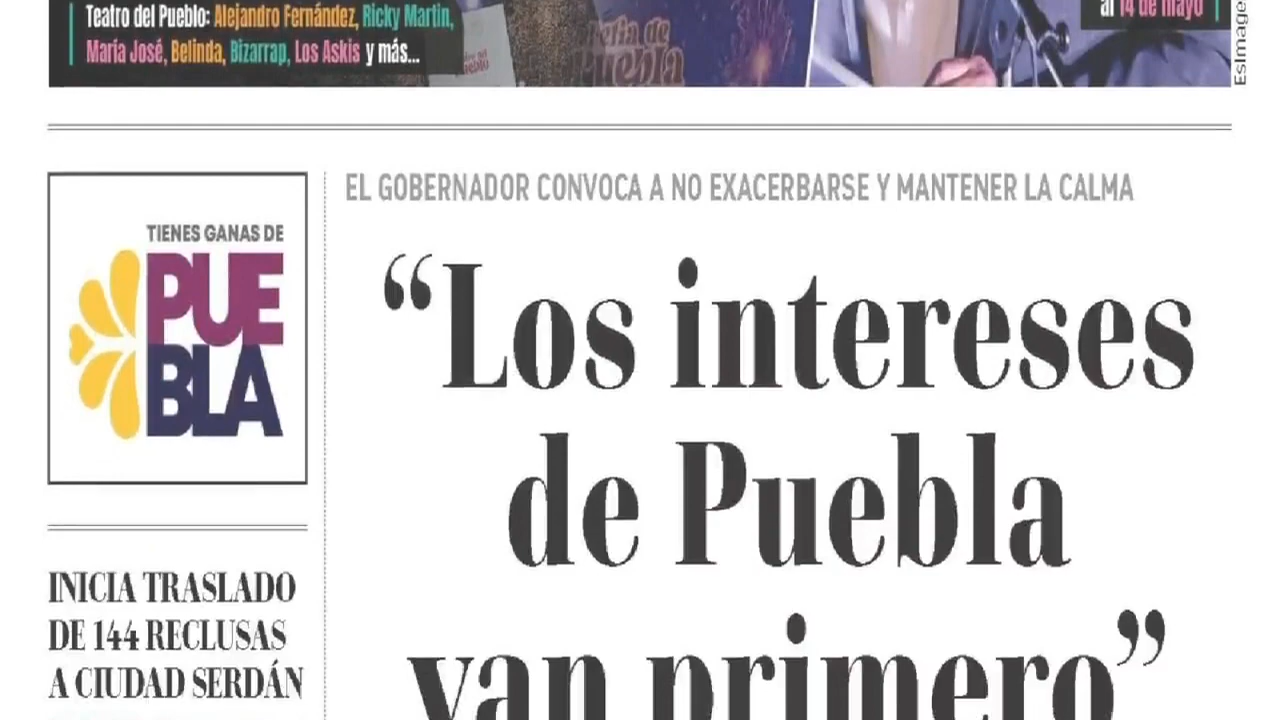 Teatro del Pueblo: Alejandro Fernández, Ricky Martin,
María José, Belinda, Bizarrap, Los Askis y más...
al 14 de mayo
EsImage
EL GOBERNADOR CONVOCA A NO EXACERBARSE Y MANTENER LA CALMA
TIENES GANAS DE
PUE
BLA
“Los intereses
de Puebla
van primero”
INICIA TRASLADO
DE 144 RECLUSAS
A CIUDAD SERDÁN